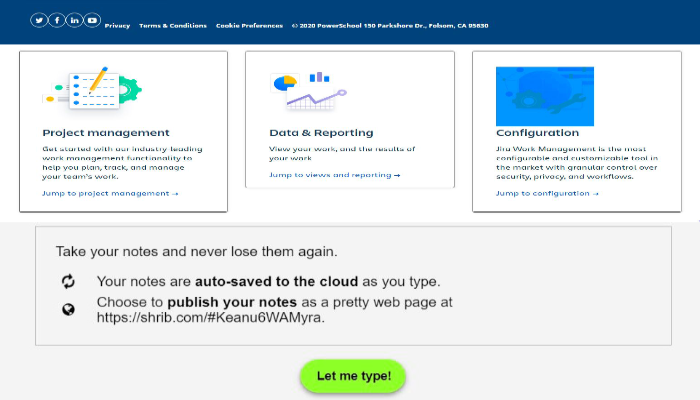 Privacy Terms & Conditions Cookie Preferences © 2020 PowerSchool 150 Parkshore Dr., Folsom, CA 95630
Project management
Get started with our industry leading
work management functionality to
help you plan, track, and manage
your team's work.
Jump to project management →
Data & Reporting
View your work, and the results of
your work
Jump to views and reporting →
Configuration
Jira Work Management is the most
configurable and customizable tool in
the market with granular control over
security, privacy, and workflows.
Jump to configuration →
Take your notes and never lose them again.
Your notes are auto-saved to the cloud as you type.
Choose to publish your notes as a pretty web page at
https://shrib.com/#Keanu6WAMyra.
Let me type!